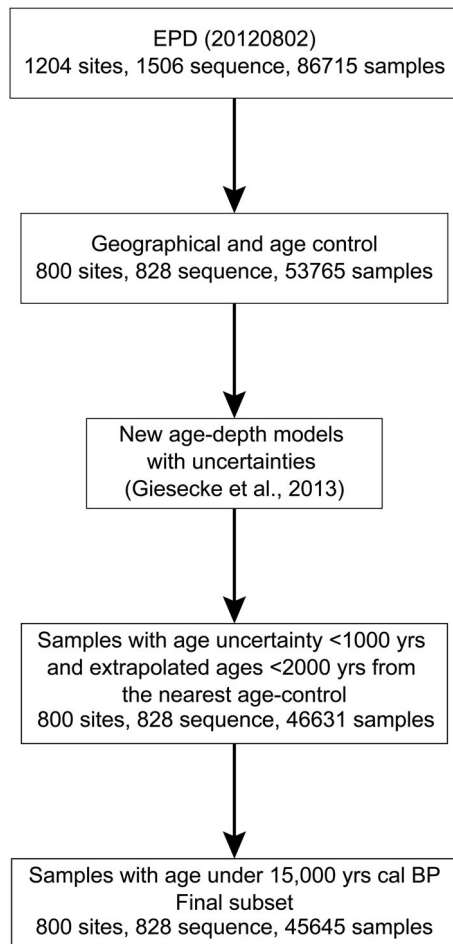 EPD (20120802)
1204 sites, 1506 sequence, 86715 samples
Geographical and age control
800 sites, 828 sequence, 53765 samples
New age-depth models
with uncertainties
(Giesecke et al., 2013)
Samples with age uncertainty <1000 yrs
and extrapolated ages <2000 yrs from
the nearest age-control
800 sites, 828 sequence, 46631 samples
Samples with age under 15,000 yrs cal BP
Final subset
800 sites, 828 sequence, 45645 samples